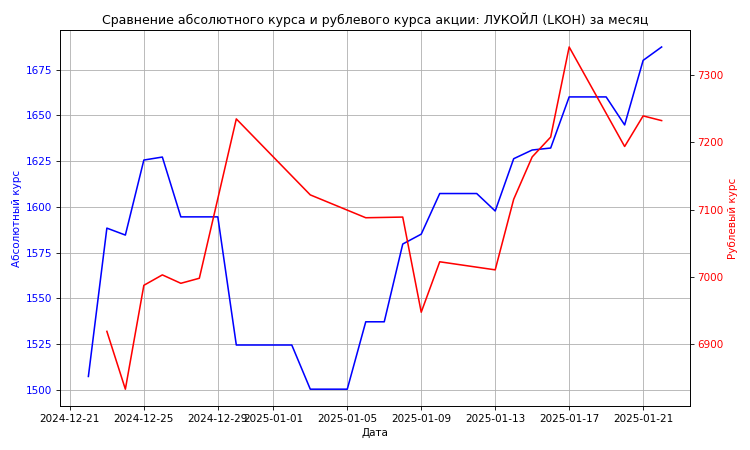 Сравнение абсолютного курса и рублевого курса акции: ЛУКОЙЛ (LKOH) за месяц
Абсолютный курс
1675
1650
1625
1600
1575
1550
1525
1500
7300
7200
7100
7000
6900
Рублевый курс
2024-12-21 2024-12-25 2024-12-29 2025-01-01 2025-01-05 2025-01-09 2025-01-13 2025-01-17 2025-01-21
Дата